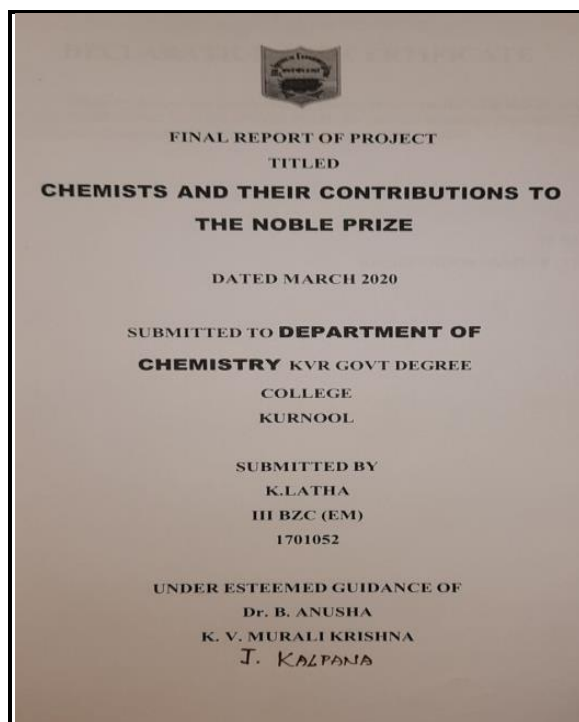 FINAL REPORT OF PROJECT
TITLED
CHEMISTS AND THEIR CONTRIBUTIONS TO
THE NOBLE PRIZE
DATED MARCH 2020
SUBMITTED TO DEPARTMENT OF
CHEMISTRY KVR GOVT DEGREE
COLLEGE
KURNOOL
SUBMITTED BY
K.LATHA
III BZC (EM)
1701052
UNDER ESTEEMED GUIDANCE OF
Dr. B. ANUSHA
K. V. MURALI KRISHNA
J. KALPANA